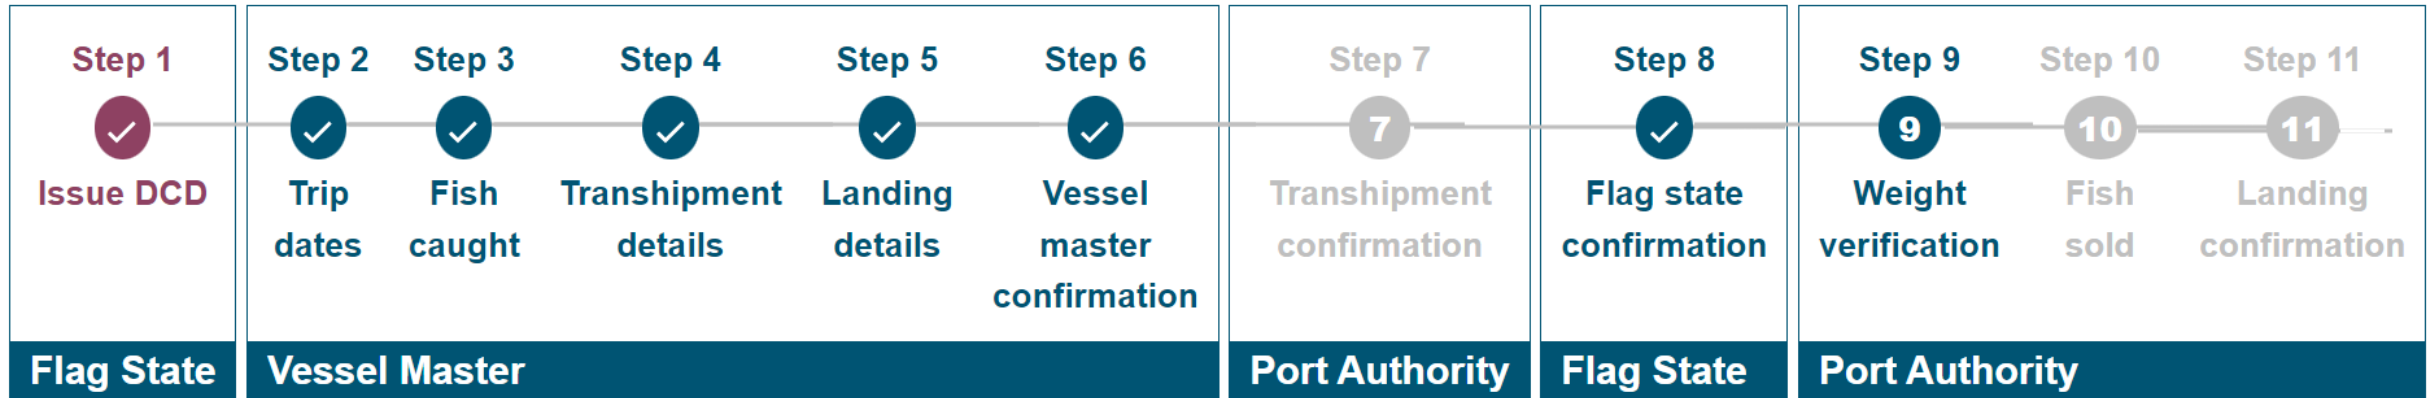 Step 1
Step 2
Step 3
Step 4
Step 5
Step 6
Step 7
Step 8
Step 9
Step 10
Step 11
7
9
10
11
Issue DCD
Trip
dates
Fish
caught
Transhipment
details
Landing
details
Vessel
master
confirmation
Transhipment
confirmation
Flag state
confirmation
Weight
verification
Fish
sold
Landing
confirmation
Flag State
Vessel Master
Port Authority
Flag State
Port Authority